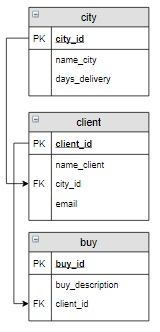 city
PK city_id
name_city
days_delivery
client
PK client_id
name_client
FK city_id
email
buy
PK buy_id
buy_description
FK client_id